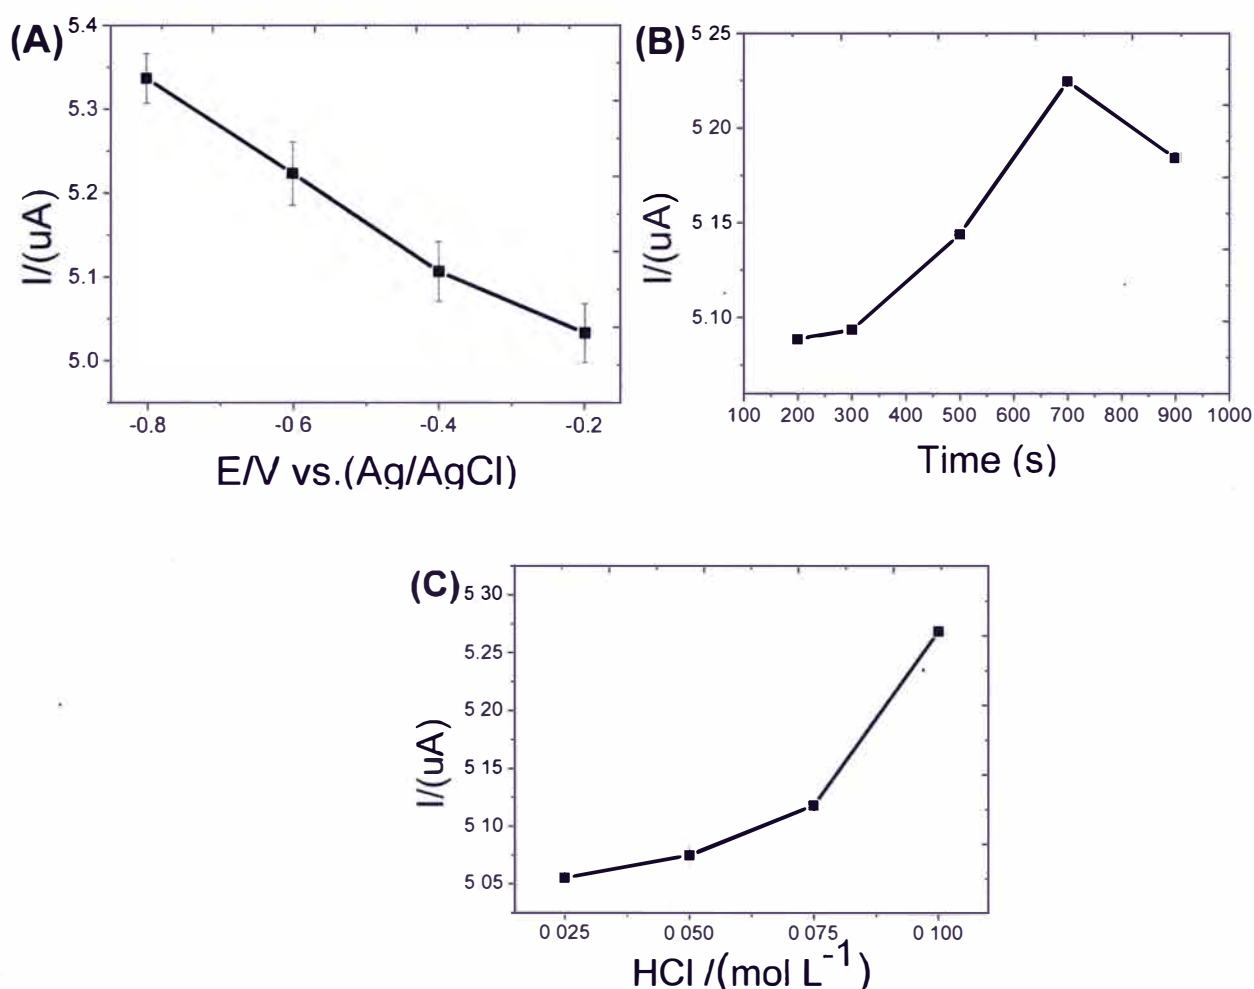 (A)
5.4
5.3
5.2
5.1
5.0
I/(uA)
-0.8 -0.6 -0.4 -0.2
E/V vs.(Ag/AgCl)
(B)
5 25
5 20
5 15
5.10
I/(uA)
100 200 300 400 500 600 700 800 900 1000
Time (s)
(C)
5 30
5.25
5 20
5 15
5 10
5 05
I/(uA)
0 025 0 050 0 075 0 100
HCl /(mol L⁻¹)